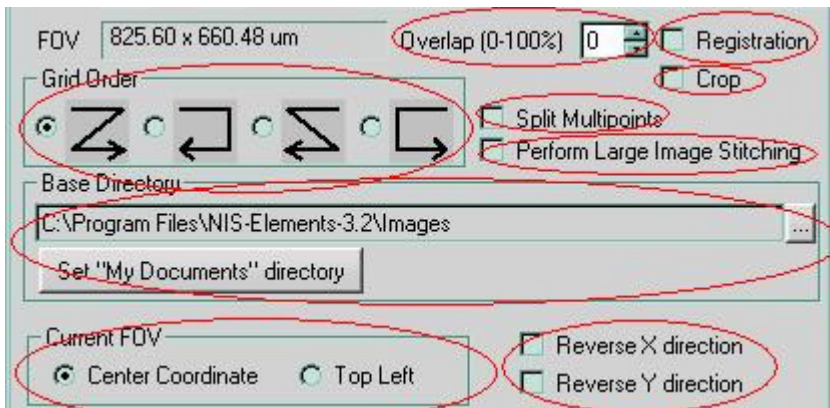 FOV 825.60 x 660.48 um Overlap (0-100%) 0 Registration
Grid Order Crop
Split Multipoints
Perform Large Image Stitching
Base Directory
C:\Program Files\NIS-Elements-3.2\Images ...
Set "My Documents" directory
Current FOV
Center Coordinate Top Left Reverse X direction
Reverse Y direction